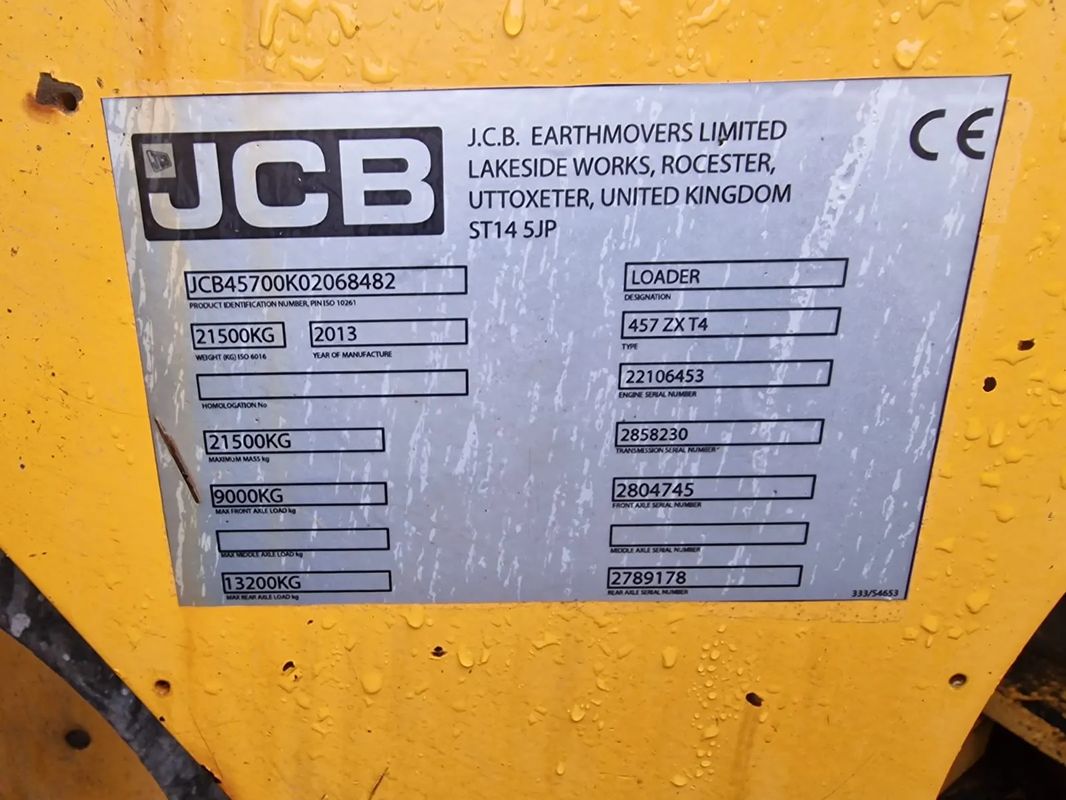 JCB
J.C.B. EARTHMOVERS LIMITED
LAKESIDE WORKS, ROCESTER,
UTTOXETER, UNITED KINGDOM
ST14 5JP
CE
JCB45700K02068482
PRODUCT IDENTIFICATION NUMBER, PIN ISO 10261
21500KG
WEIGHT (KG) ISO 6016
2013
YEAR OF MANUFACTURE
HOMOLOGATION No
21500KG
MAXIMUM MASS kg
9000KG
MAX FRONT AXLE LOAD kg
MAX MIDDLE AXLE LOAD kg
13200KG
MAX REAR AXLE LOAD kg
LOADER
DESIGNATION
457 ZX T4
TYPE
22106453
ENGINE SERIAL NUMBER
2858230
TRANSMISSION SERIAL NUMBER
2804745
FRONT AXLE SERIAL NUMBER
MIDDLE AXLE SERIAL NUMBER
2789178
REAR AXLE SERIAL NUMBER
333/S4653